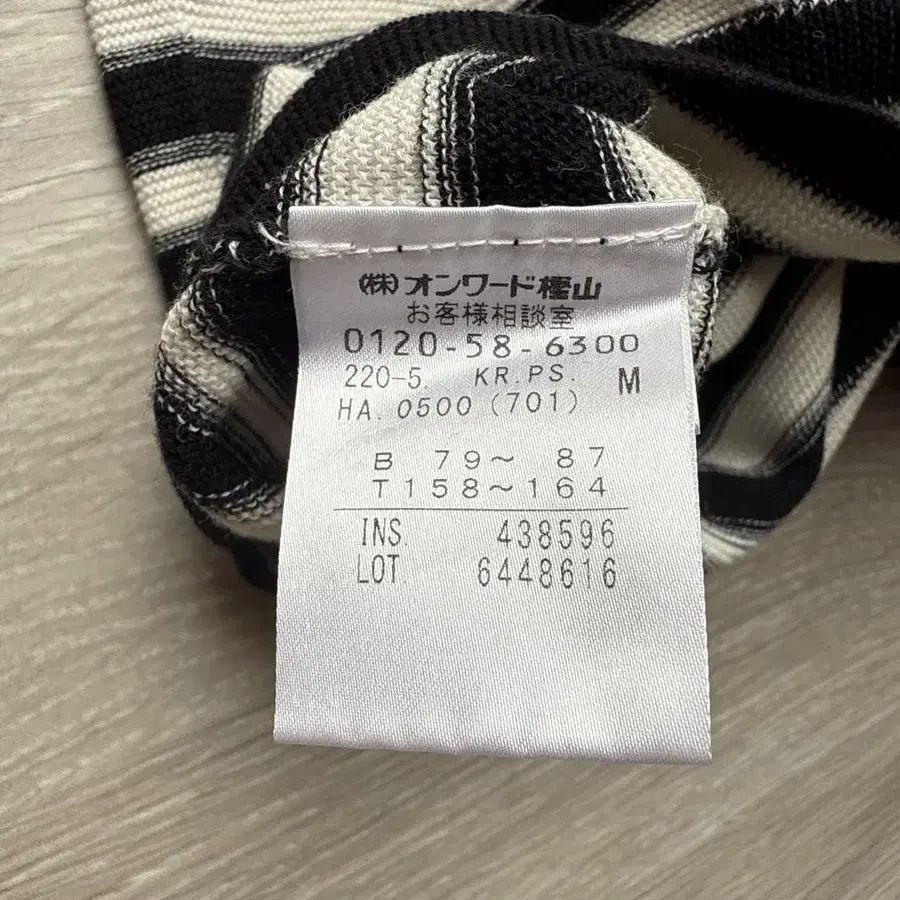 ㈱オンワード樫山
お客様相談室
0120-58-6300
220-5. KR.PS. M
HA. 0500 (701)
B 79～ 87
T158～164
INS. 438596
LOT. 6448616